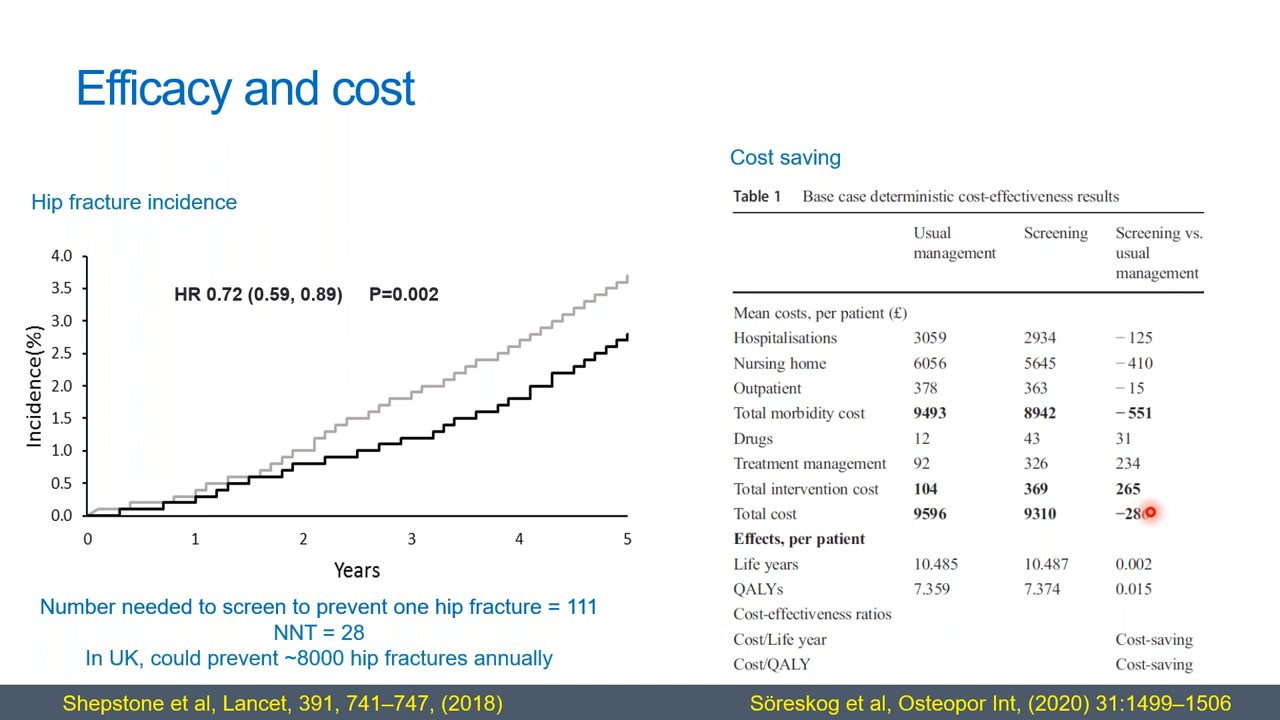 Efficacy and cost
Hip fracture incidence
HR 0.72 (0.59, 0.89) P=0.002
Incidence(%)
4.0
3.5
3.0
2.5
2.0
1.5
1.0
0.5
0.0
0 1 2 3 4 5
Years
Number needed to screen to prevent one hip fracture = 111
NNT = 28
In UK, could prevent ~8000 hip fractures annually
Cost saving
Table 1 Base case deterministic cost-effectiveness results
Usual management Screening Screening vs. usual management
Mean costs, per patient (£)
Hospitalisations 3059 2934 −125
Nursing home 6056 5645 −410
Outpatient 378 363 −15
Total morbidity cost 9493 8942 −551
Drugs 12 43 31
Treatment management 92 326 234
Total intervention cost 104 369 265
Total cost 9596 9310
Effects, per patient
Life years 10.485 10.487 0.002
QALYs 7.359 7.374 0.015
Cost-effectiveness ratios
Cost/Life year Cost-saving
Cost/QALY Cost-saving
Shepstone et al, Lancet, 391, 741–747, (2018)
Söreskog et al, Osteopor Int, (2020) 31:1499–1506